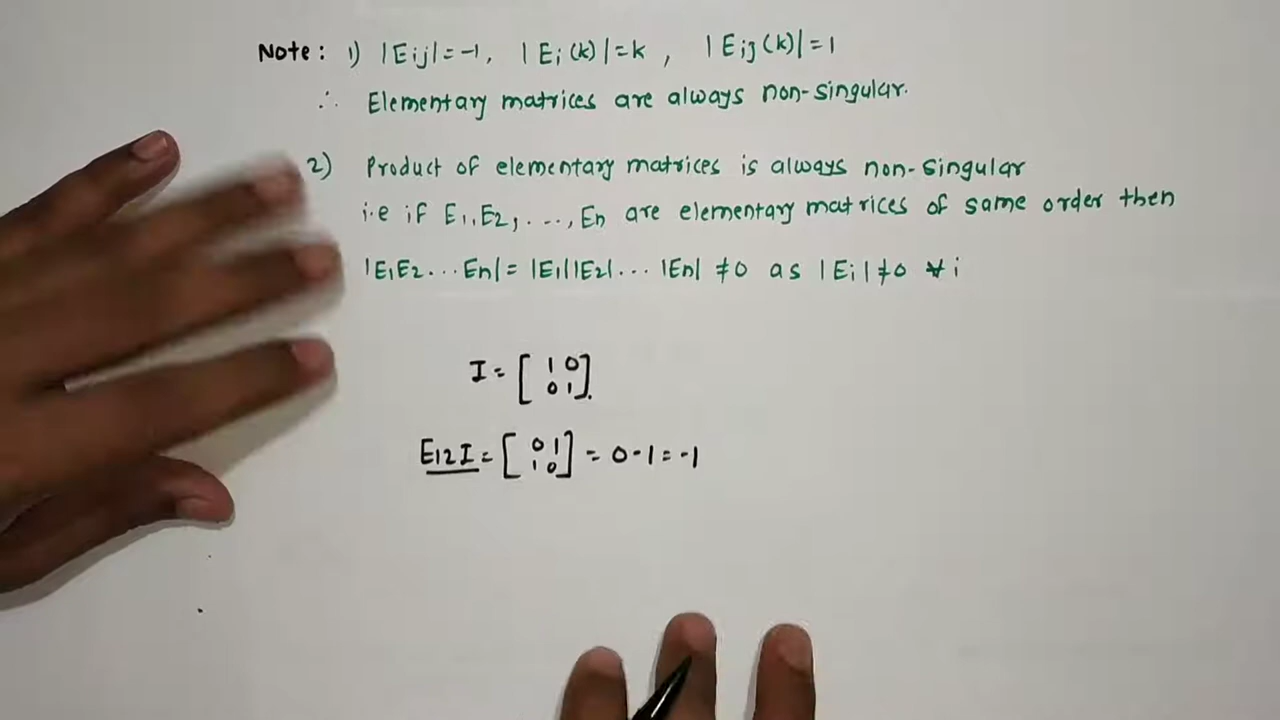 Note: 1) |Eij|=-1, |Ei(k)|=k, |Eij(k)|=1
∴ Elementary matrices are always non-singular.
2) Product of elementary matrices is always non-singular
i.e if E1,E2, ..., En are elementary matrices of same order then
|E1E2...En|= |E1||E2|... |En| ≠0 as |Ei|≠0 ∀ i
I = [ 1 0
0 1 ].
E12I = [ 0 1
1 0 ] = 0-1=-1